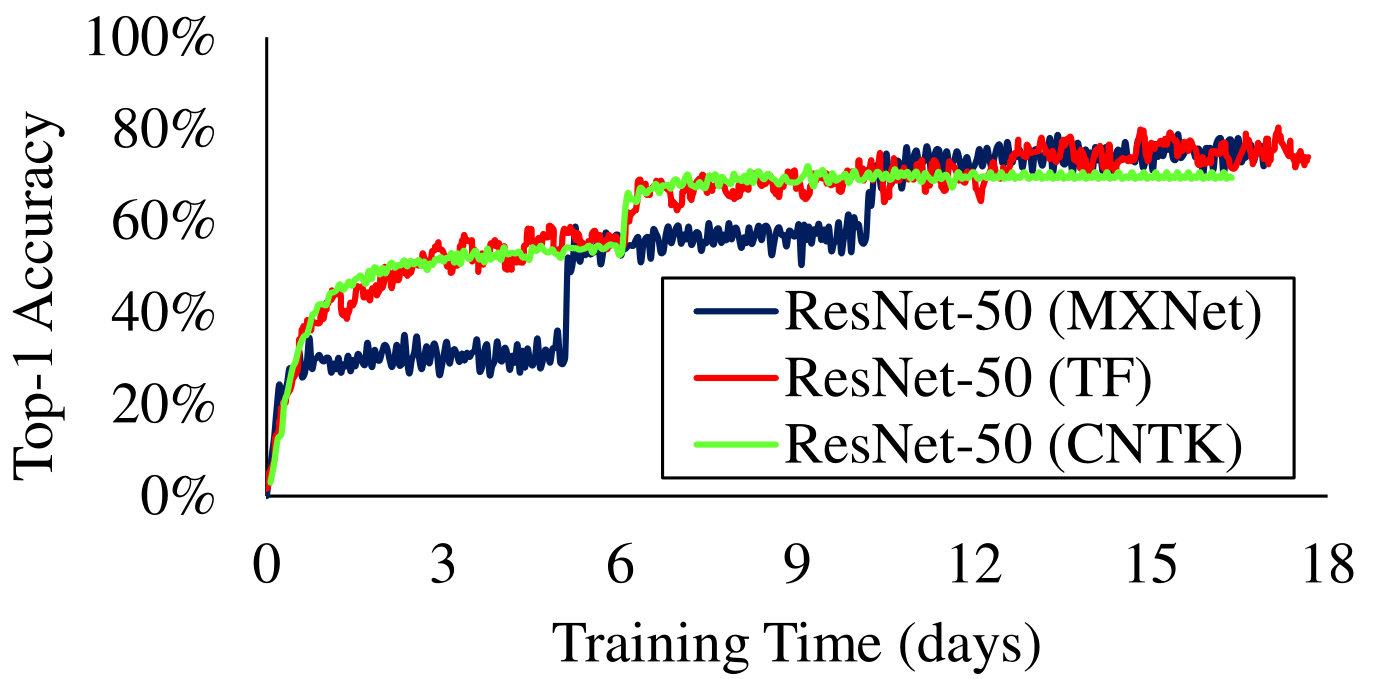 100%
80%
60%
40%
20%
0%
Top-1 Accuracy
ResNet-50 (MXNet)
ResNet-50 (TF)
ResNet-50 (CNTK)
0 3 6 9 12 15 18
Training Time (days)